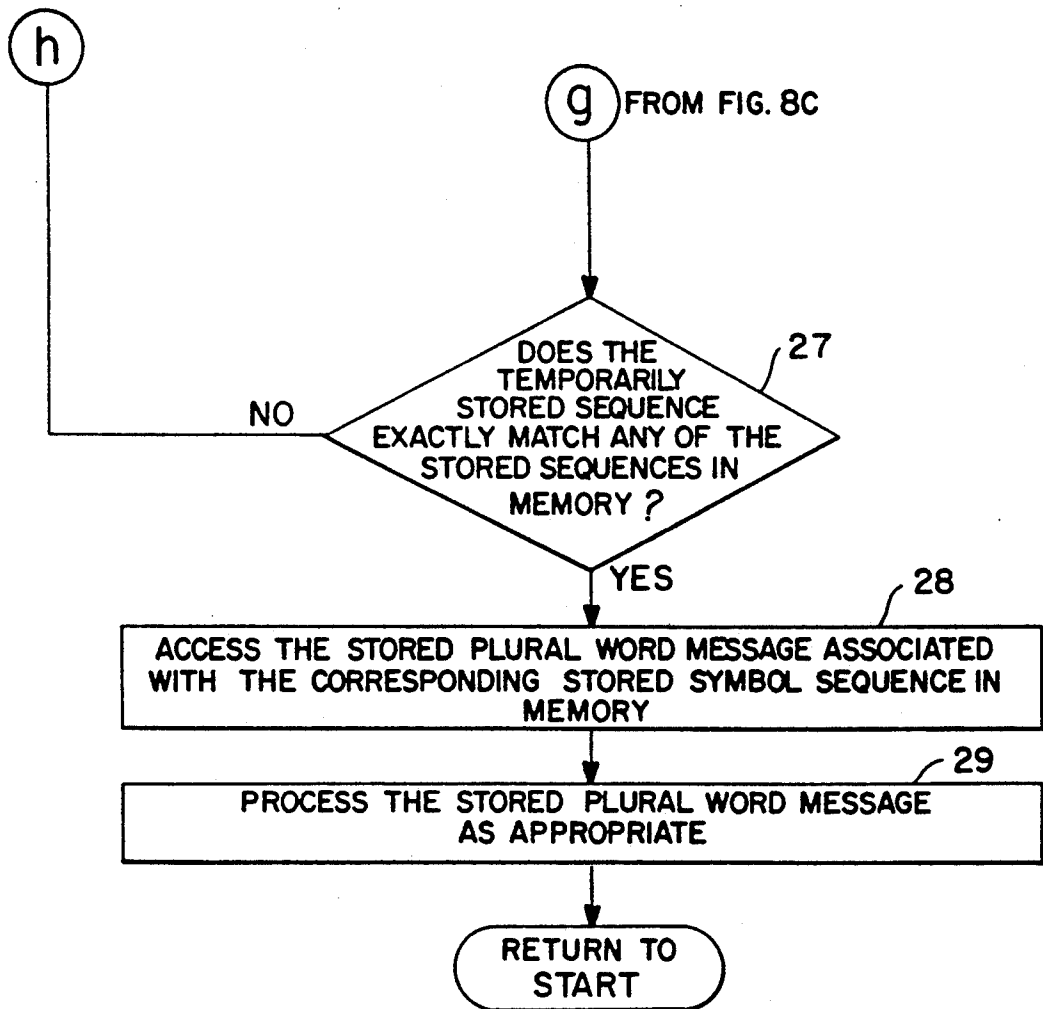 h
g FROM FIG. 8C
DOES THE
TEMPORARILY
STORED SEQUENCE
EXACTLY MATCH ANY OF THE
STORED SEQUENCES IN
MEMORY ?
27
NO
YES
28
ACCESS THE STORED PLURAL WORD MESSAGE ASSOCIATED
WITH THE CORRESPONDING STORED SYMBOL SEQUENCE IN
MEMORY
29
PROCESS THE STORED PLURAL WORD MESSAGE
AS APPROPRIATE
RETURN TO
START